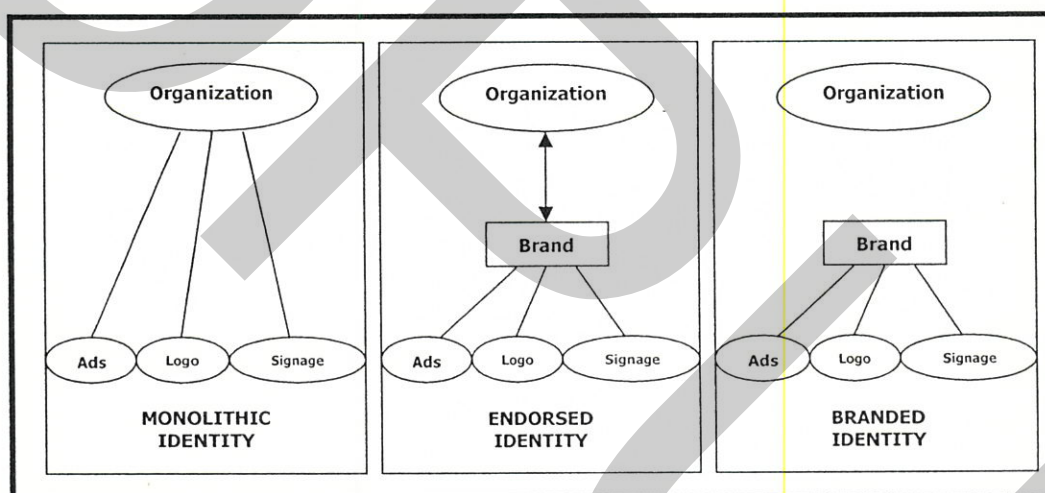 Organization
Ads
Logo
Signage
MONOLITHIC
IDENTITY
Organization
Brand
Ads
Logo
Signage
ENDORSED
IDENTITY
Organization
Brand
Ads
Logo
Signage
BRANDED
IDENTITY